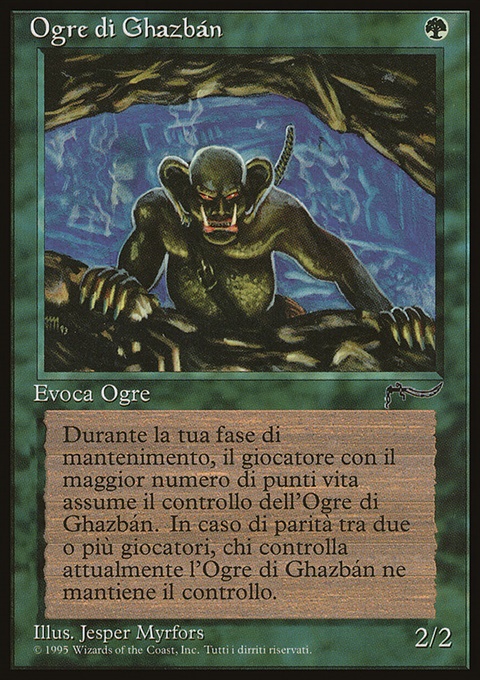 Ogre di Ghazbán
Evoca Ogre
Durante la tua fase di
mantenimento, il giocatore con il
maggior numero di punti vita
assume il controllo dell'Ogre di
Ghazbán. In caso di parità tra due
o più giocatori, chi controlla
attualmente l'Ogre di Ghazbán ne
mantiene il controllo.
Illus. Jesper Myrfors
2/2
© 1995 Wizards of the Coast, Inc. Tutti i dirriti riservati.